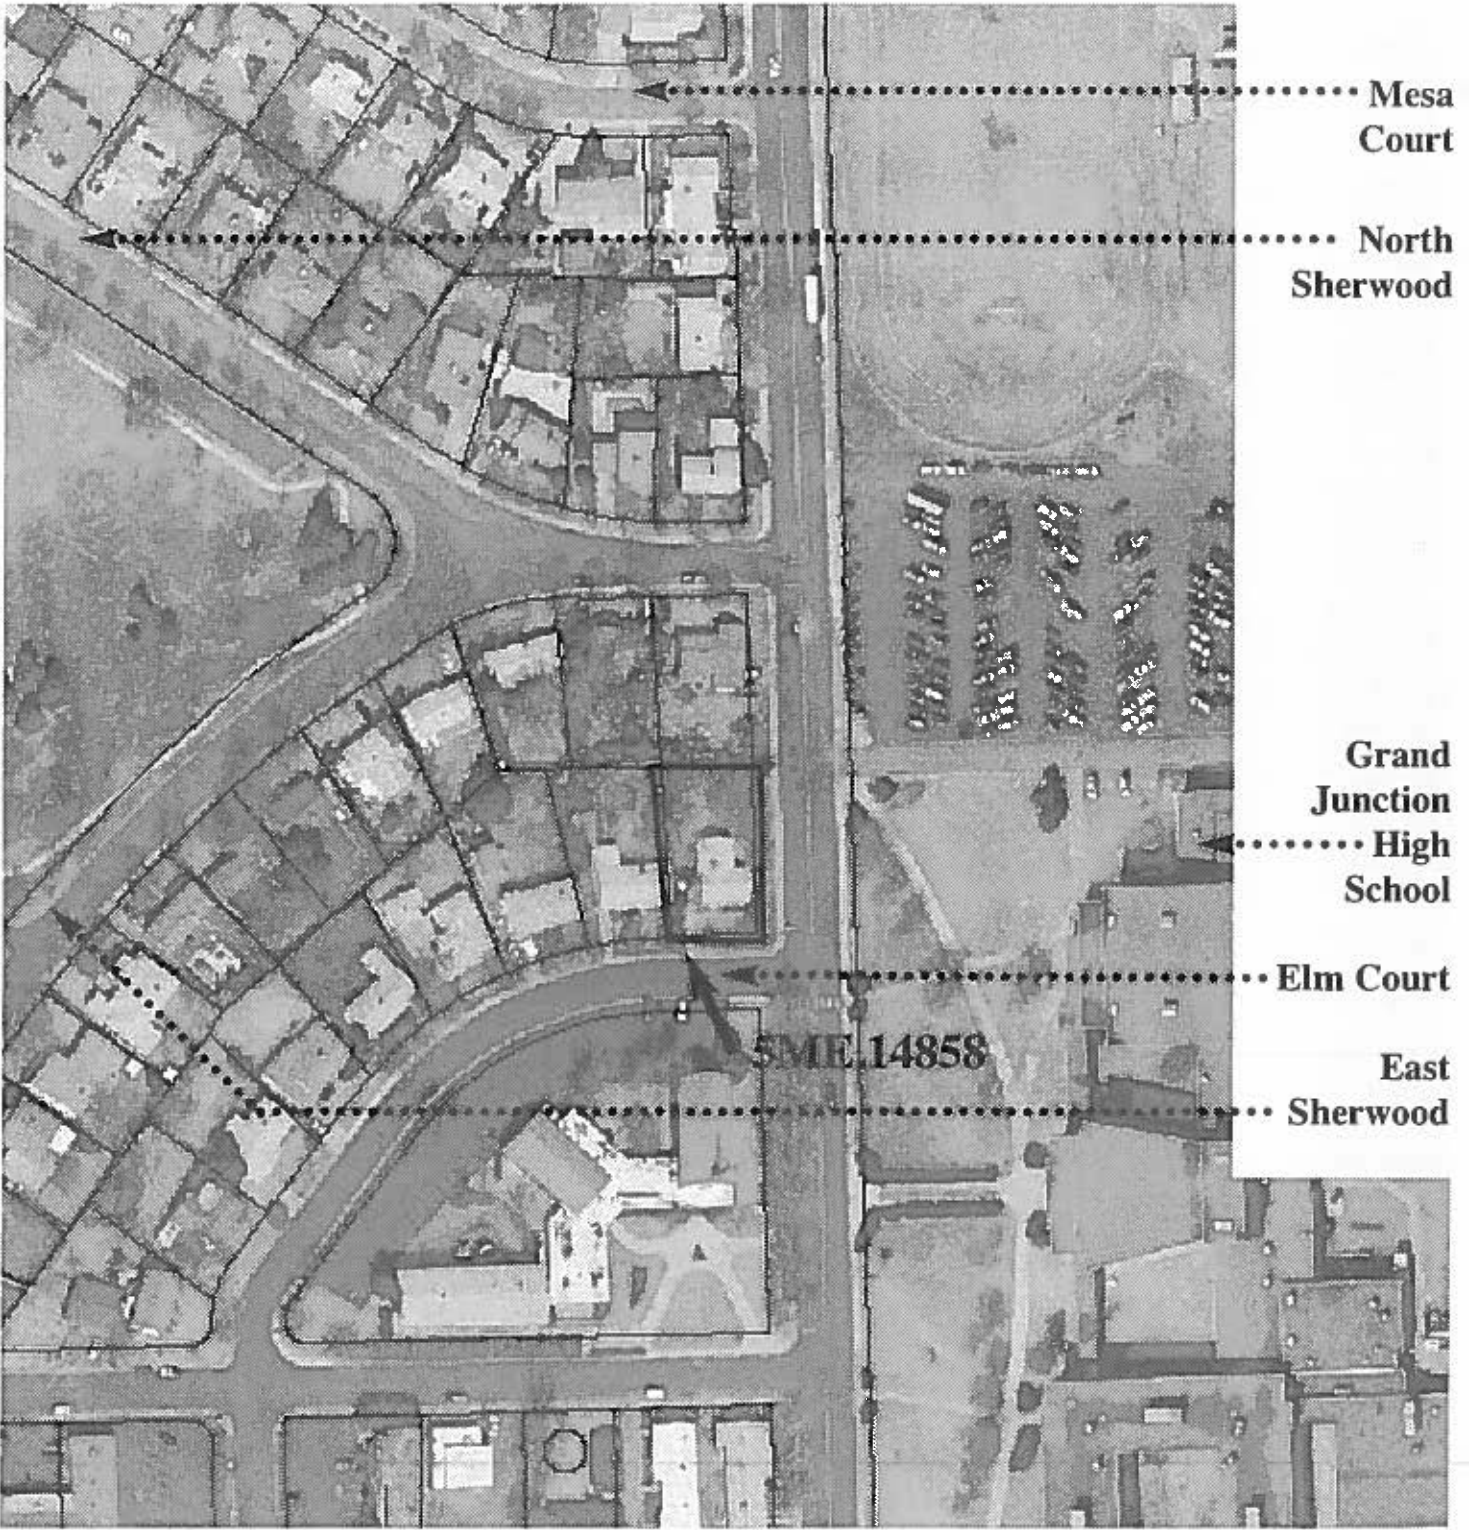 Mesa
Court
North
Sherwood
Grand
Junction
High
School
Elm Court
5ME.14858
East
Sherwood